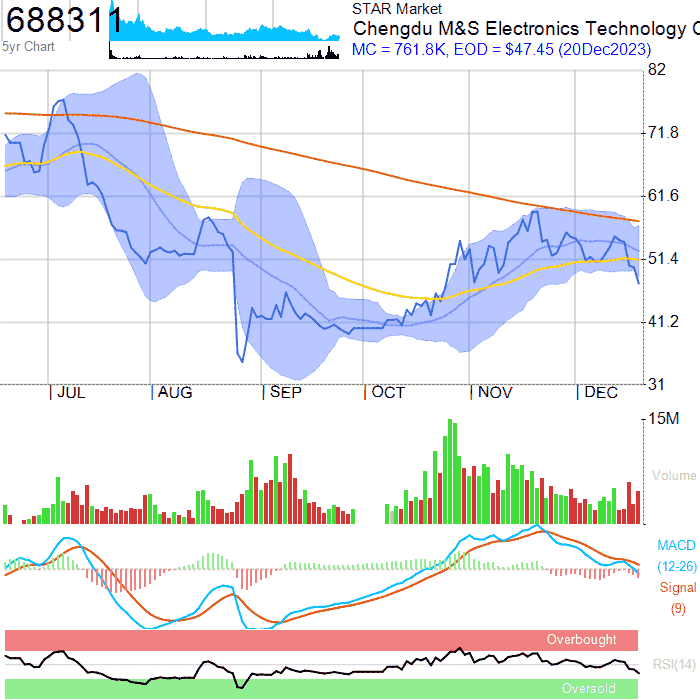 688311
5yr Chart
STAR Market
Chengdu M&S Electronics Technology C
MC = 761.8K, EOD = $47.45 (20Dec2023)
82
71.8
61.6
51.4
41.2
31
JUL AUG SEP OCT NOV DEC
15M
Volume
MACD
(12-26)
Signal
(9)
Overbought
RSI(14)
Oversold